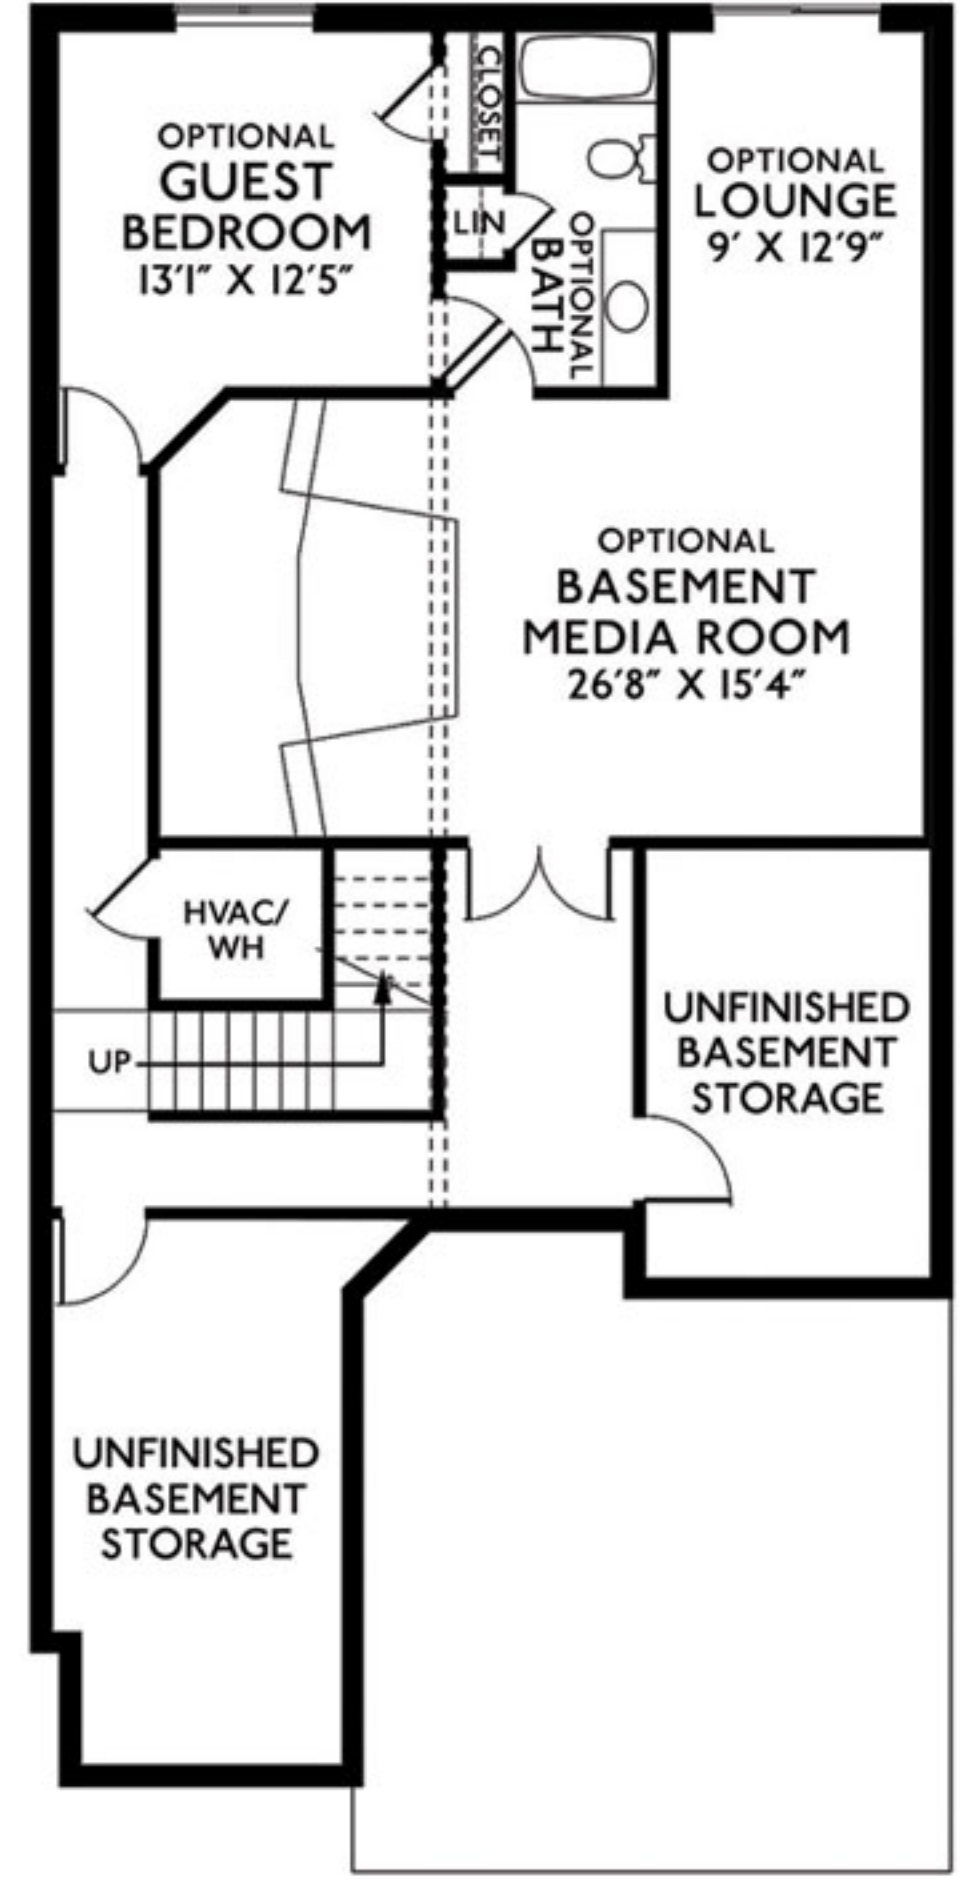 OPTIONAL
GUEST
BEDROOM
13'1" X 12'5"
CLOSET
LIN
OPTIONAL
BATH
OPTIONAL
LOUNGE
9' X 12'9"
OPTIONAL
BASEMENT
MEDIA ROOM
26'8" X 15'4"
HVAC/
WH
UP
UNFINISHED
BASEMENT
STORAGE
UNFINISHED
BASEMENT
STORAGE